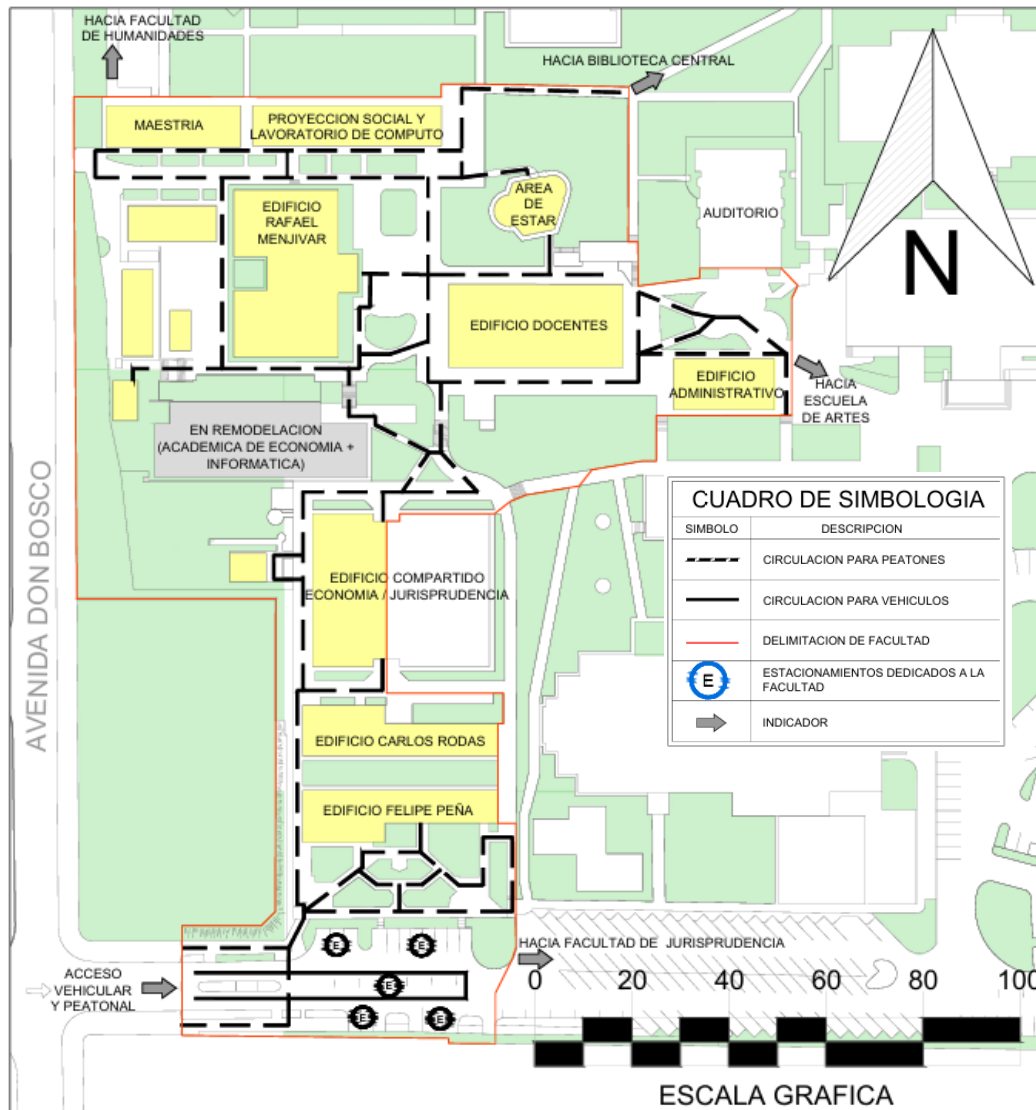 HACIA FACULTAD
DE HUMANIDADES
HACIA BIBLIOTECA CENTRAL
MAESTRIA
PROYECCION SOCIAL Y
LAVORATORIO DE COMPUTO
EDIFICIO
RAFAEL
MENJIVAR
AREA
DE
ESTAR
AUDITORIO
N
EDIFICIO DOCENTES
EDIFICIO
ADMINISTRATIVO
HACIA
ESCUELA
DE ARTES
EN REMODELACION
(ACADEMICA DE ECONOMIA +
INFORMATICA)
AVENIDA DON BOSCO
CUADRO DE SIMBOLOGIA
SIMBOLO DESCRIPCION
CIRCULACION PARA PEATONES
CIRCULACION PARA VEHICULOS
DELIMITACION DE FACULTAD
E ESTACIONAMIENTOS DEDICADOS A LA
FACULTAD
INDICADOR
EDIFICIO COMPARTIDO
ECONOMIA / JURISPRUDENCIA
EDIFICIO CARLOS RODAS
EDIFICIO FELIPE PEÑA
E E
HACIA FACULTAD DE JURISPRUDENCIA
ACCESO
VEHICULAR
Y PEATONAL
E
E E
0 20 40 60 80 100
ESCALA GRAFICA